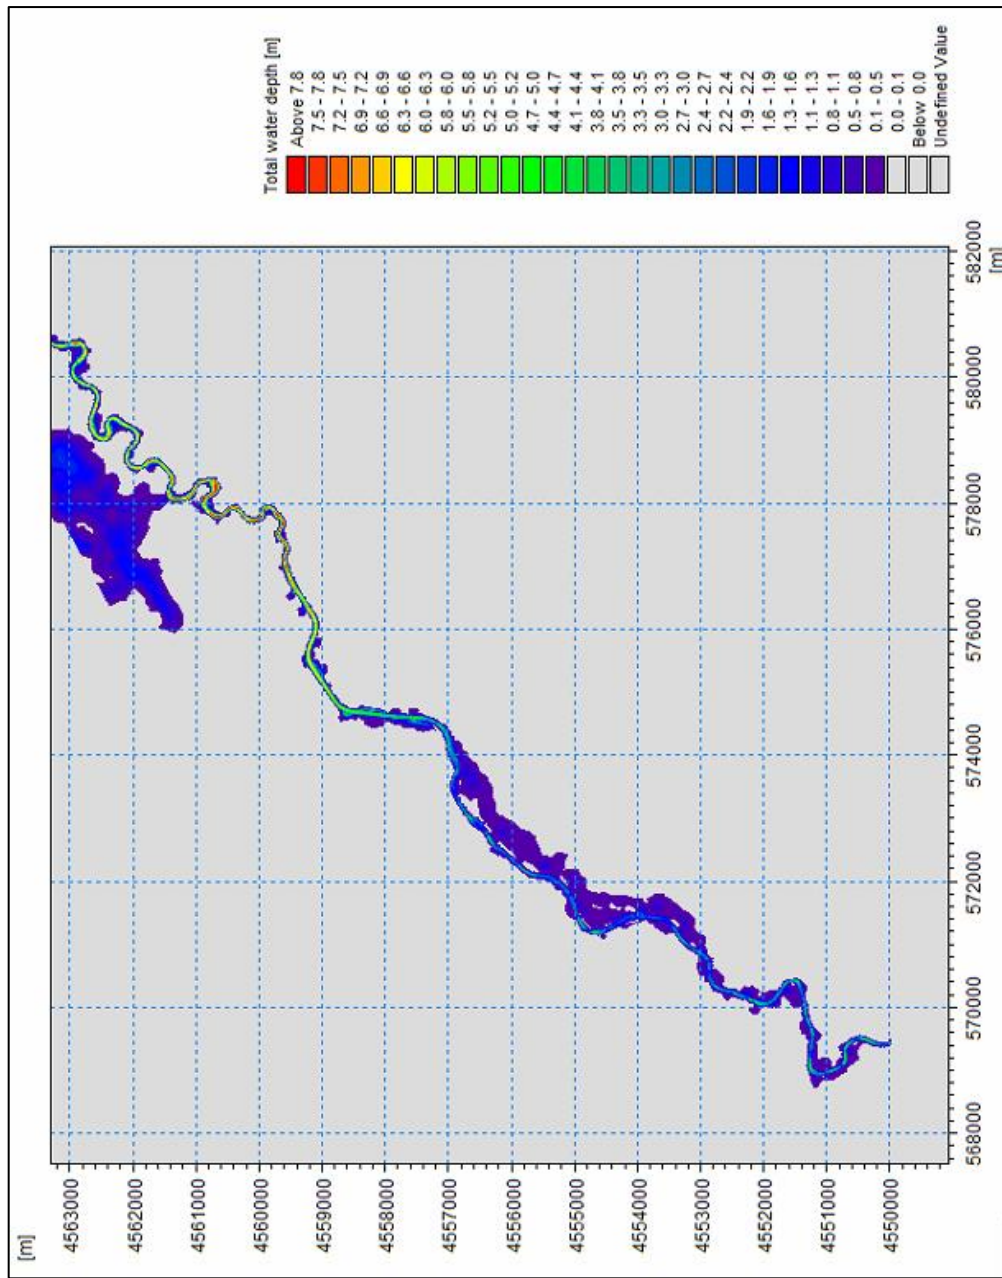 [m]
4563000
4562000
4561000
4560000
4559000
4558000
4557000
4556000
4555000
4554000
4553000
4552000
4551000
4550000
568000
570000
572000
574000
576000
578000
580000
582000
[m]
Total water depth [m]
Above 7.8
7.5 - 7.8
7.2 - 7.5
6.9 - 7.2
6.6 - 6.9
6.3 - 6.6
6.0 - 6.3
5.8 - 6.0
5.5 - 5.8
5.2 - 5.5
5.0 - 5.2
4.7 - 5.0
4.4 - 4.7
4.1 - 4.4
3.8 - 4.1
3.5 - 3.8
3.3 - 3.5
3.0 - 3.3
2.7 - 3.0
2.4 - 2.7
2.2 - 2.4
1.9 - 2.2
1.6 - 1.9
1.3 - 1.6
1.1 - 1.3
0.8 - 1.1
0.5 - 0.8
0.1 - 0.5
0.0 - 0.1
Below 0.0
Undefined Value